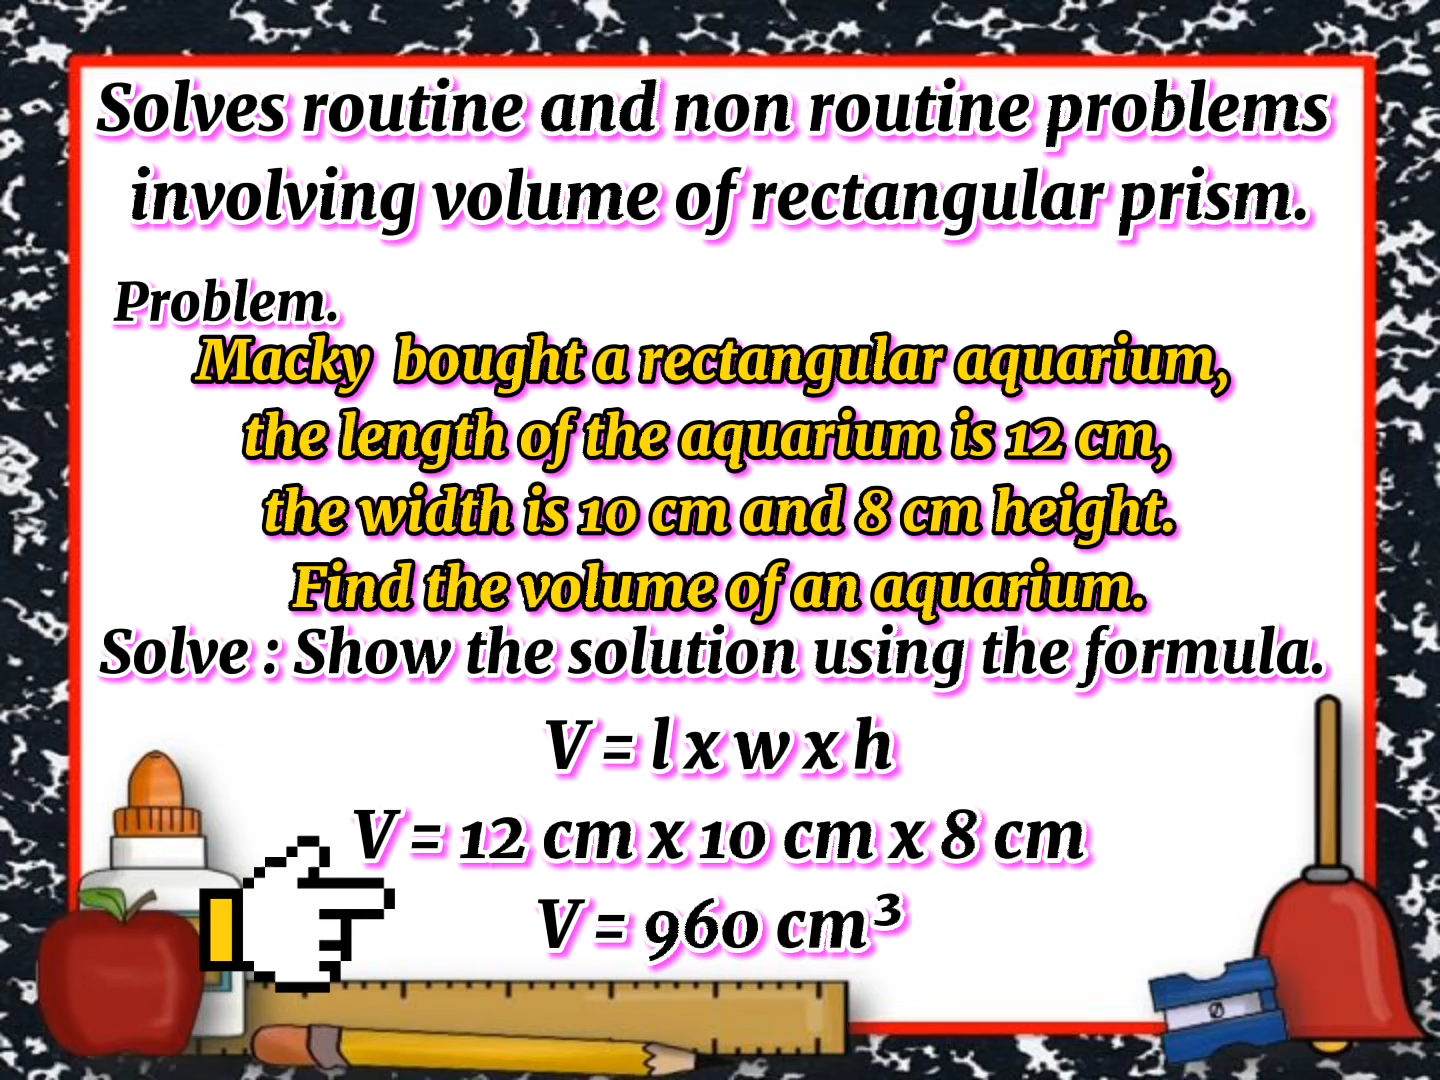 Solves routine and non routine problems
involving volume of rectangular prism.
Problem.
Macky bought a rectangular aquarium,
the length of the aquarium is 12 cm,
the width is 10 cm and 8 cm height.
Find the volume of an aquarium.
Solve : Show the solution using the formula.
V = l x w x h
V = 12 cm x 10 cm x 8 cm
V = 960 cm³